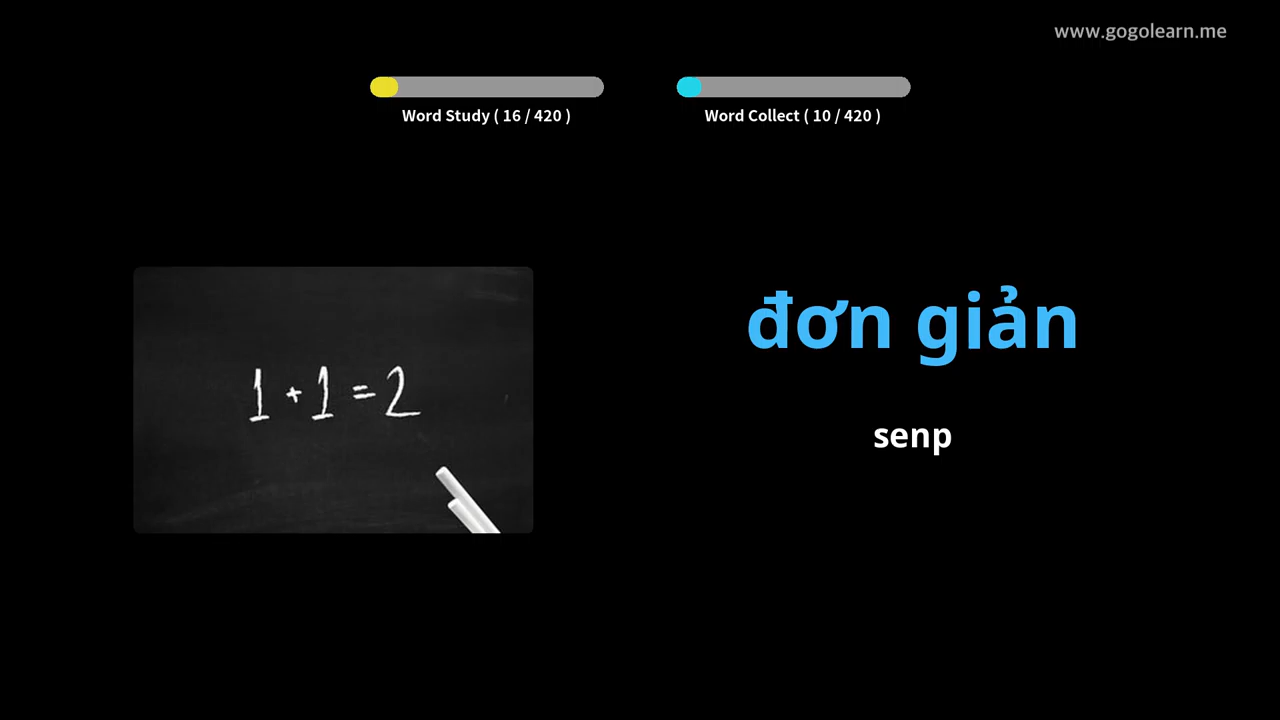 www.gogolearn.me
Word Study ( 16 / 420 )
Word Collect ( 10 / 420 )
1 + 1 = 2
đơn giản
senp